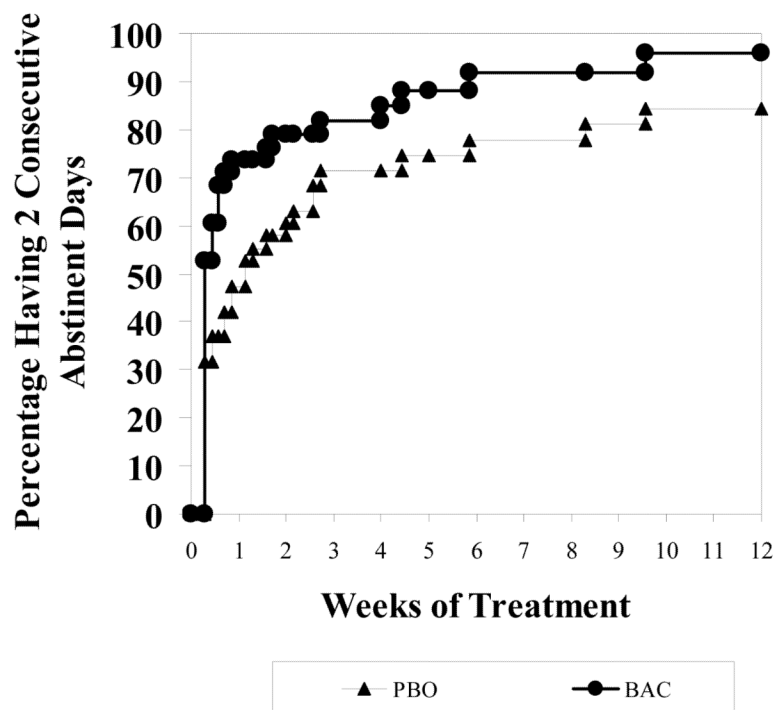 Percentage Having 2 Consecutive
Abstinent Days
100
90
80
70
60
50
40
30
20
10
0
0 1 2 3 4 5 6 7 8 9 10 11 12
Weeks of Treatment
PBO BAC